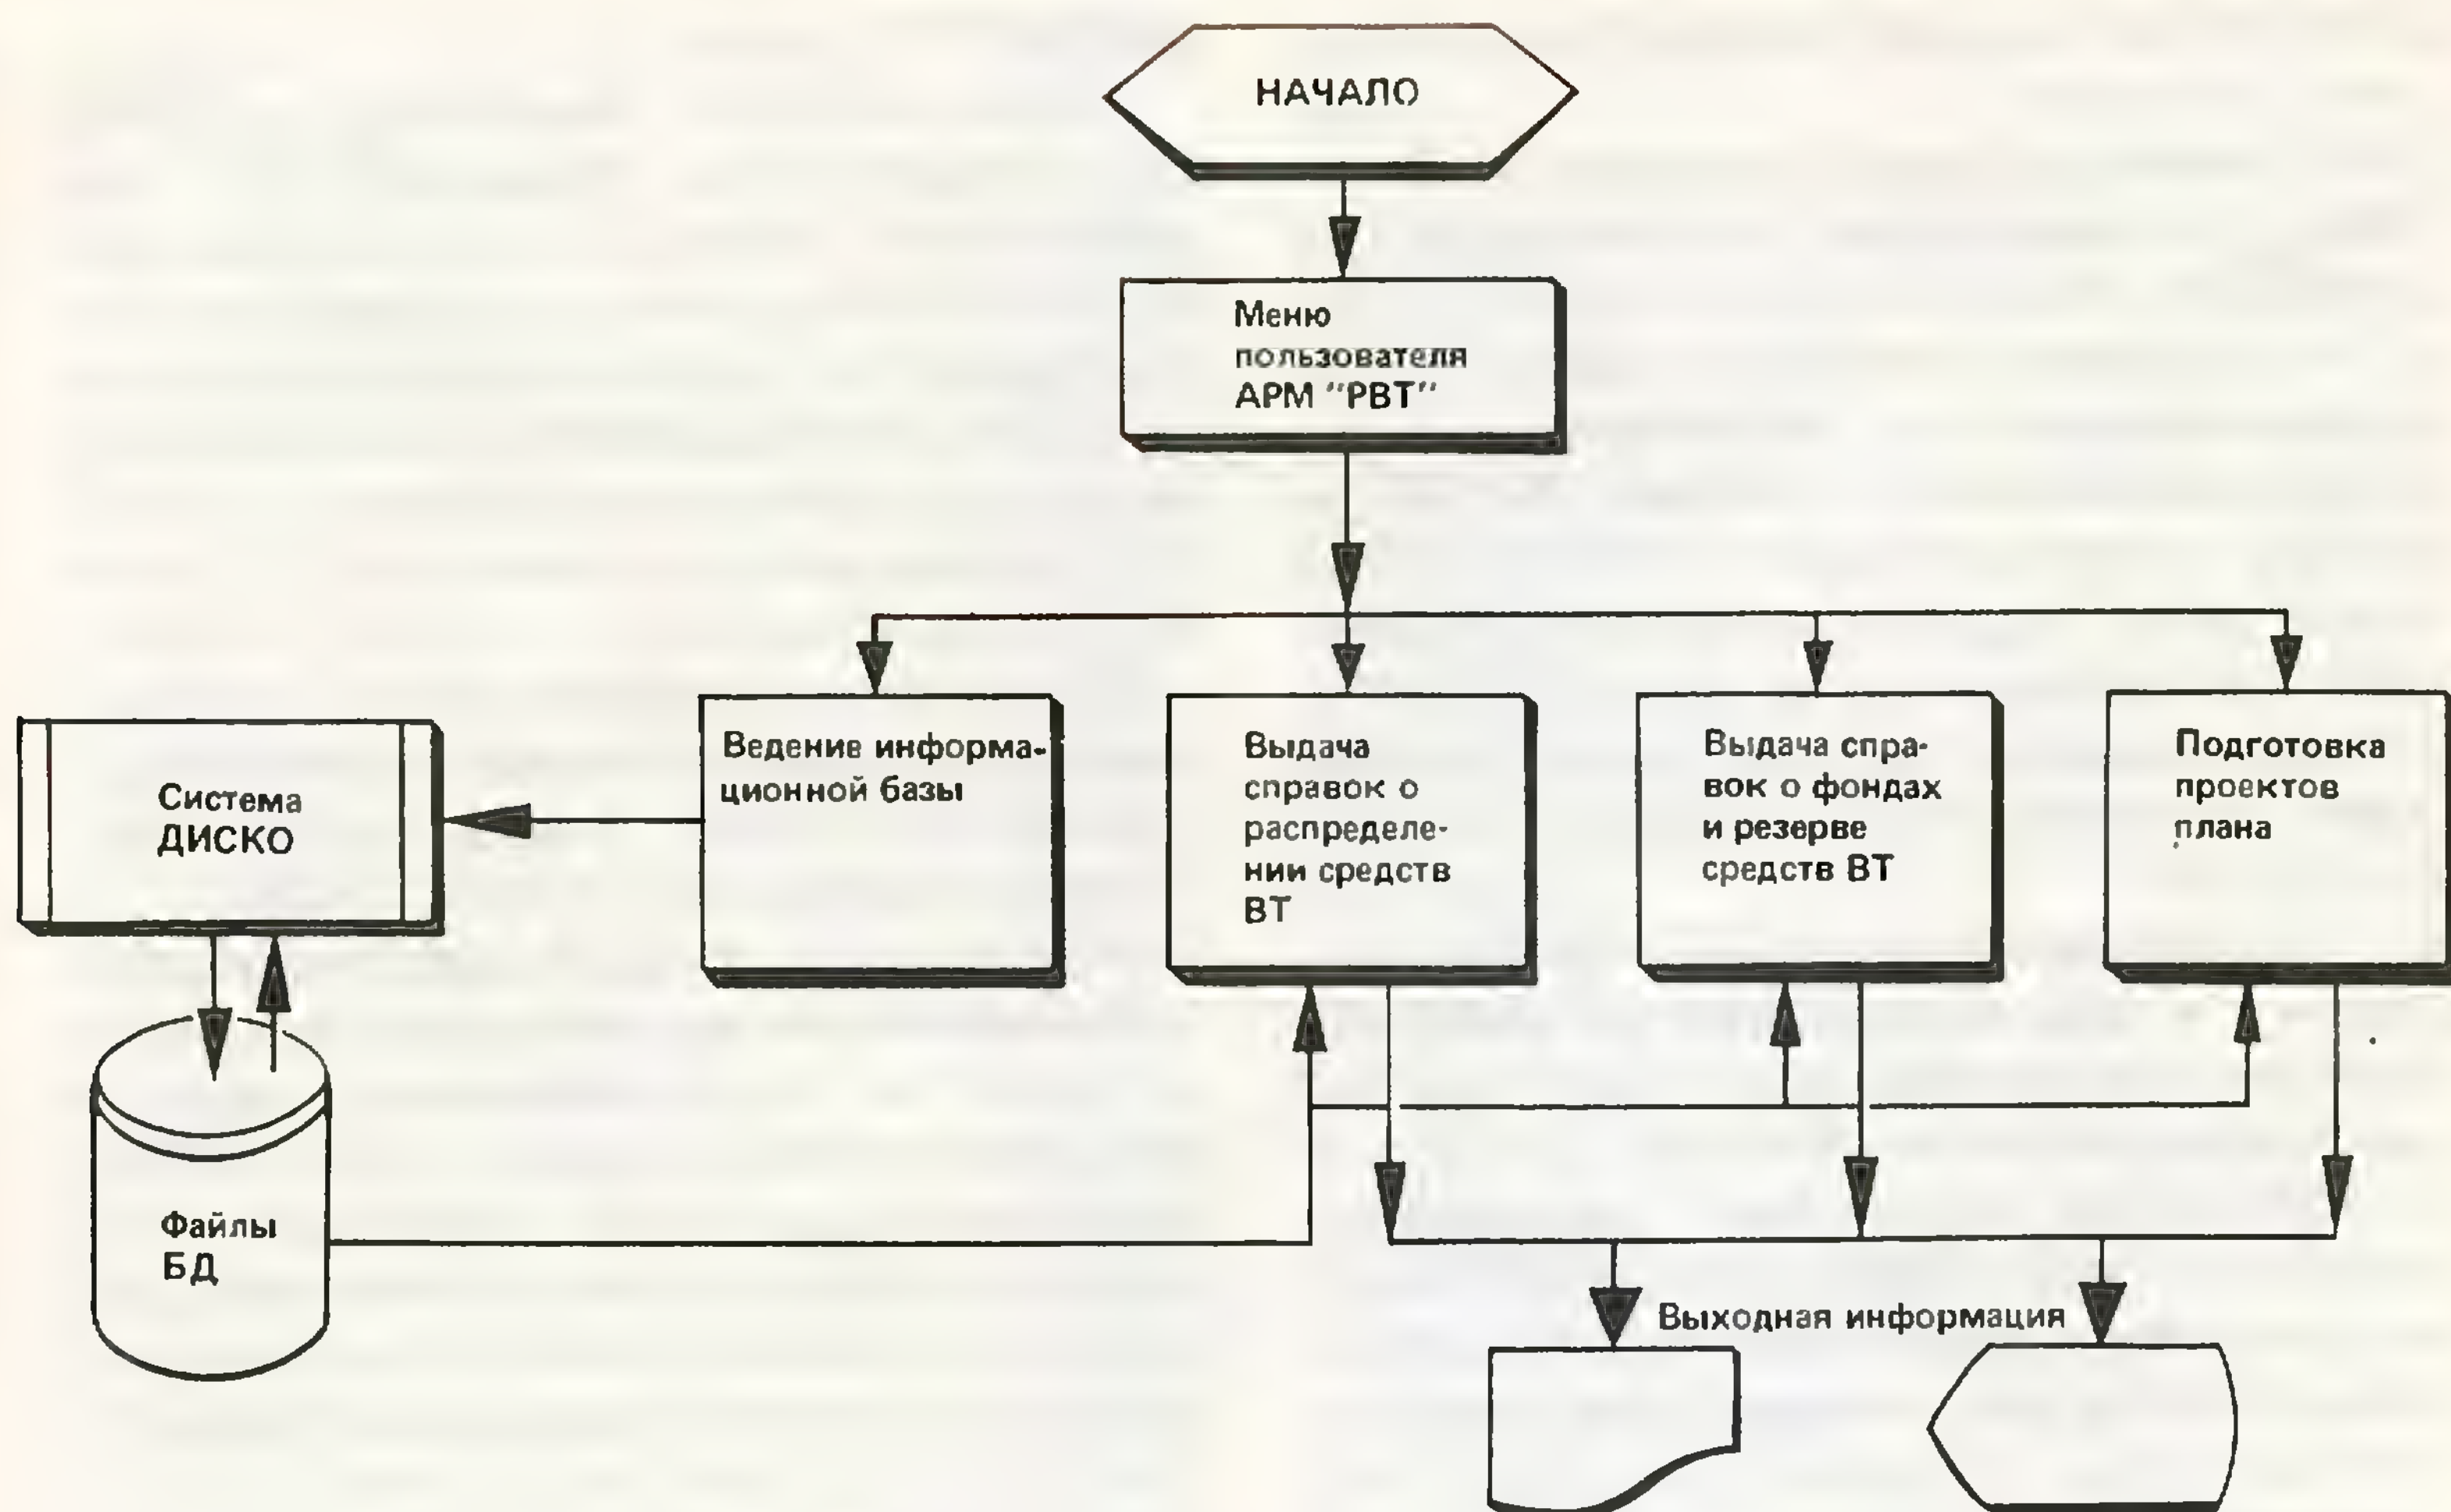 НАЧАЛО
Меню
пользователя
АРМ "РВТ"
Система
ДИСКО
Ведение информа-
ционной базы
Выдача
справок о
распределе-
нии средств
ВТ
Выдача спра-
вок о фондах
и резерве
средств ВТ
Подготовка
проектов
плана
Файлы
БД
Выходная информация